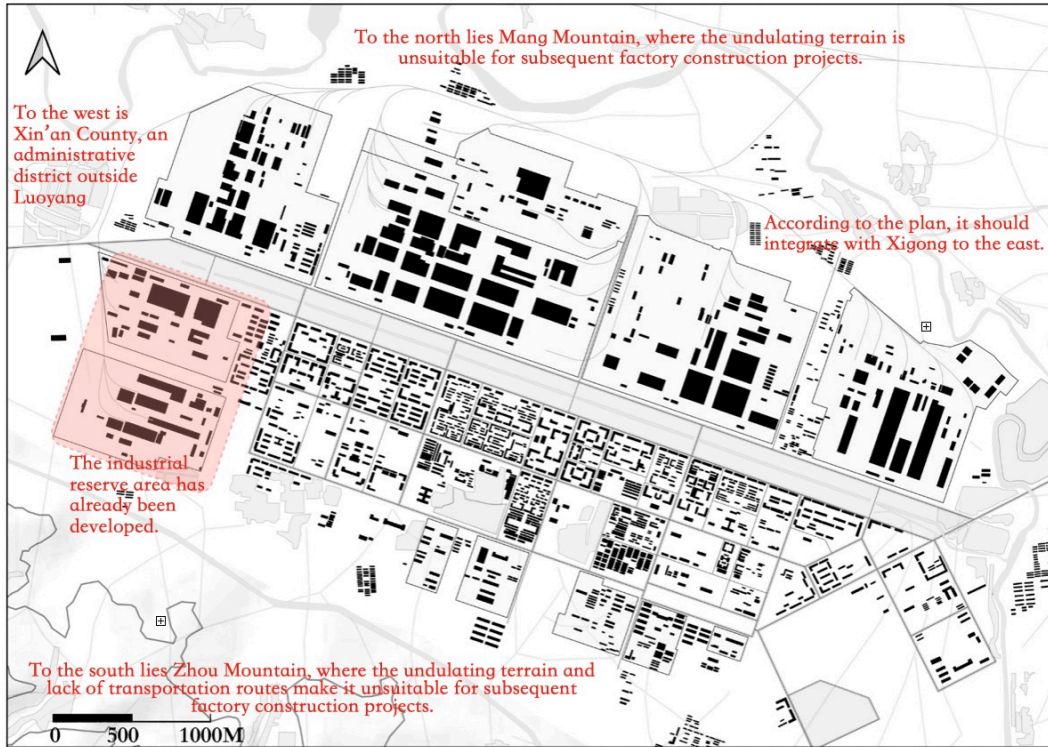 To the north lies Mang Mountain, where the undulating terrain is
unsuitable for subsequent factory construction projects.
To the west is
Xin'an County, an
administrative
district outside
Luoyang
According to the plan, it should
integrate with Xigong to the east.
The industrial
reserve area has
already been
developed.
To the south lies Zhou Mountain, where the undulating terrain and
lack of transportation routes make it unsuitable for subsequent
factory construction projects.
0 500 1000M